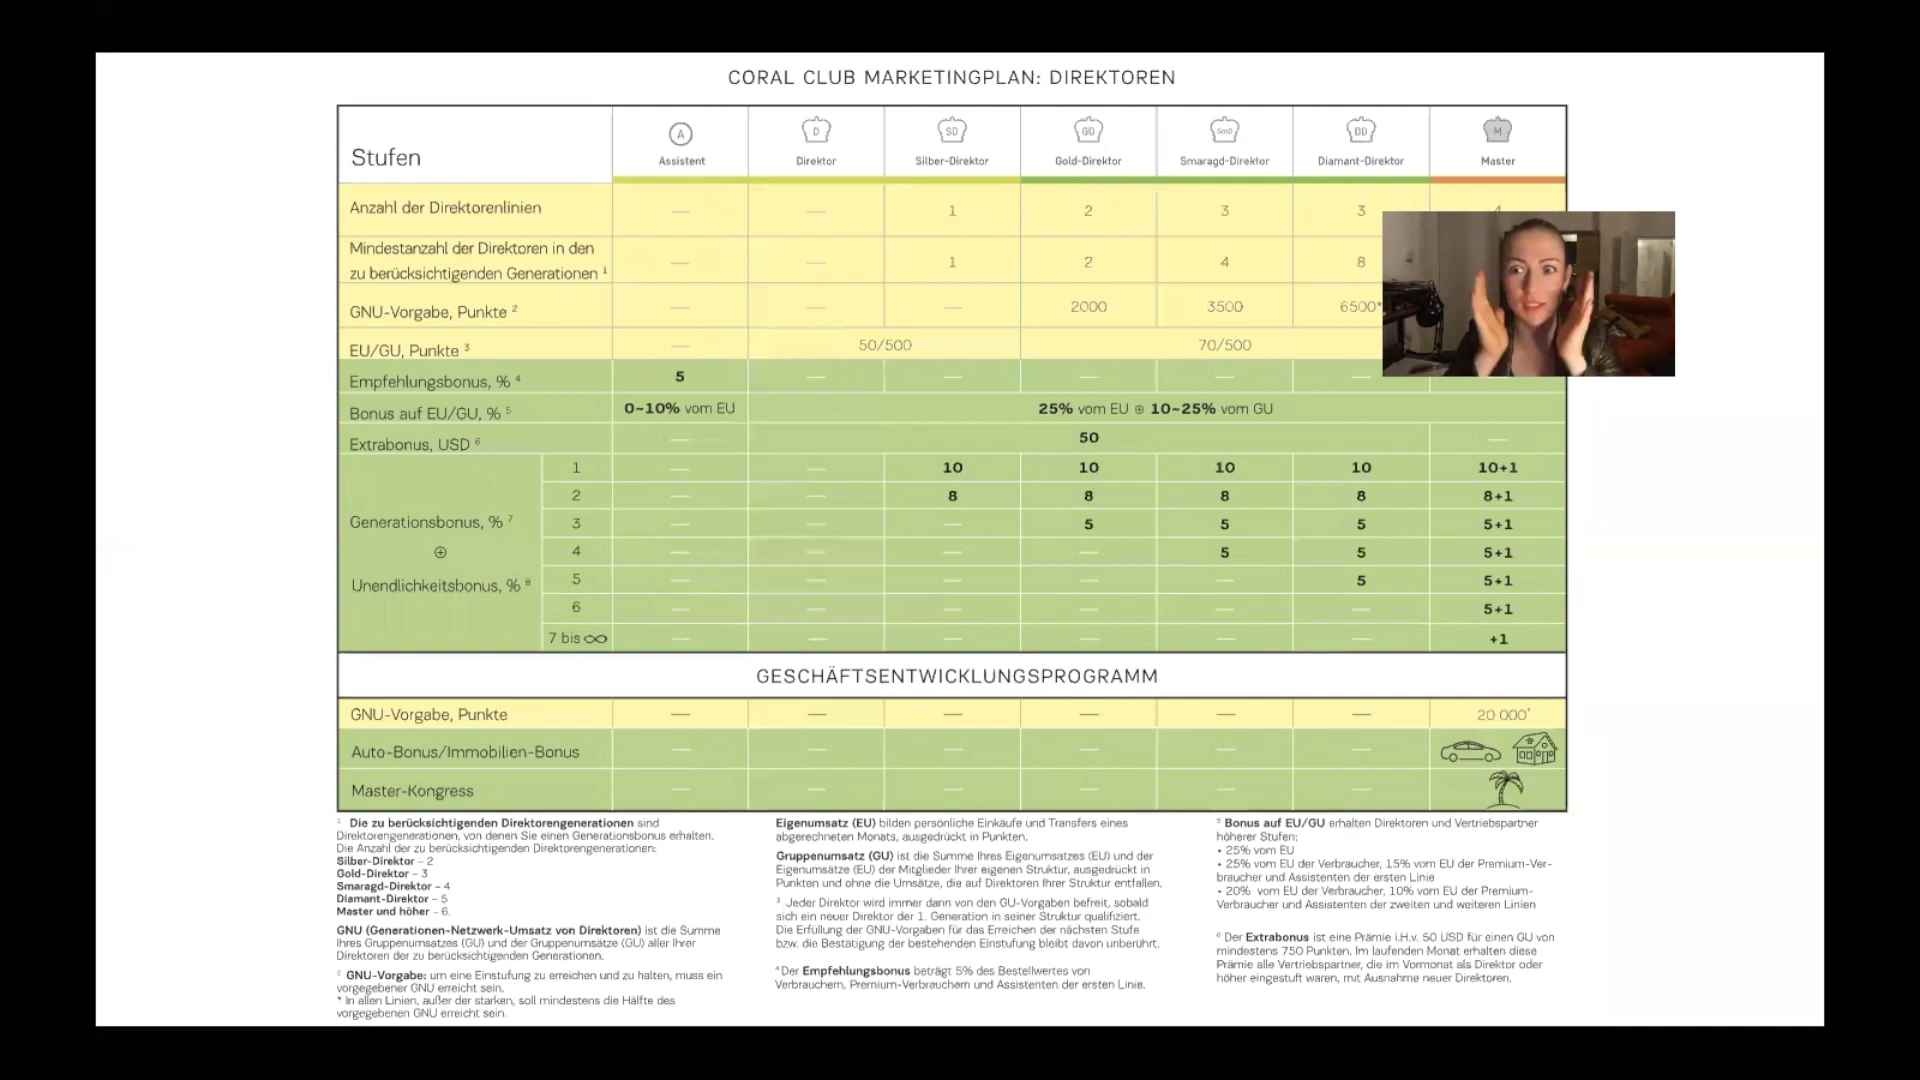 CORAL CLUB MARKETINGPLAN: DIREKTOREN
Stufen
A D SD GD SmD DD M
Assistent Direktor Silber-Direktor Gold-Direktor Smaragd-Direktor Diamant-Direktor Master
Anzahl der Direktorenlinien — — 1 2 3 3 4
Mindestanzahl der Direktoren in den
zu berücksichtigenden Generationen ¹ — — 1 2 4 8
GNU-Vorgabe, Punkte ² — — — 2000 3500 6500*
EU/GU, Punkte ³ — 50/500 70/500
Empfehlungsbonus, % ⁴ 5 — — — — —
Bonus auf EU/GU, % ⁵ 0~10% vom EU 25% vom EU ⊕ 10~25% vom GU
Extrabonus, USD ⁶ — 50 —
Generationsbonus, % ⁷
⊕
Unendlichkeitsbonus, % ⁸
1 — — 10 10 10 10 10+1
2 — — 8 8 8 8 8+1
3 — — — 5 5 5 5+1
4 — — — — 5 5 5+1
5 — — — — — 5 5+1
6 — — — — — — 5+1
7 bis ∞ — — — — — — +1
GESCHÄFTSENTWICKLUNGSPROGRAMM
GNU-Vorgabe, Punkte — — — — — — 20 000*
Auto-Bonus/Immobilien-Bonus — — — — — —
Master-Kongress — — — — — —
¹ Die zu berücksichtigenden Direktorengenerationen sind
Direktorengenerationen, von denen Sie einen Generationsbonus erhalten.
Die Anzahl der zu berücksichtigenden Direktorengenerationen:
Silber-Direktor – 2
Gold-Direktor – 3
Smaragd-Direktor – 4
Diamant-Direktor – 5
Master und höher – 6.
GNU (Generationen-Netzwerk-Umsatz von Direktoren) ist die Summe
Ihres Gruppenumsatzes (GU) und der Gruppenumsätze (GU) aller Ihrer
Direktoren der zu berücksichtigenden Generationen.
² GNU-Vorgabe: um eine Einstufung zu erreichen und zu halten, muss ein
vorgegebener GNU erreicht sein.
* In allen Linien, außer der starken, soll mindestens die Hälfte des
vorgegebenen GNU erreicht sein.
Eigenumsatz (EU) bilden persönliche Einkäufe und Transfers eines
abgerechneten Monats, ausgedrückt in Punkten.
Gruppenumsatz (GU) ist die Summe Ihres Eigenumsatzes (EU) und der
Eigenumsätze (EU) der Mitglieder Ihrer eigenen Struktur, ausgedrückt in
Punkten und ohne die Umsätze, die auf Direktoren Ihrer Struktur entfallen.
³ Jeder Direktor wird immer dann von den GU-Vorgaben befreit, sobald
sich ein neuer Direktor der 1. Generation in seiner Struktur qualifiziert.
Die Erfüllung der GNU-Vorgaben für das Erreichen der nächsten Stufe
bzw. die Bestätigung der bestehenden Einstufung bleibt davon unberührt.
⁴ Der Empfehlungsbonus beträgt 5% des Bestellwertes von
Verbrauchern, Premium-Verbrauchern und Assistenten der ersten Linie.
⁵ Bonus auf EU/GU erhalten Direktoren und Vertriebspartner
höherer Stufen:
• 25% vom EU
• 25% vom EU der Verbraucher, 15% vom EU der Premium-Ver-
braucher und Assistenten der ersten Linie
• 20% vom EU der Verbraucher, 10% vom EU der Premium-
Verbraucher und Assistenten der zweiten und weiteren Linien
⁶ Der Extrabonus ist eine Prämie i.H.v. 50 USD für einen GU von
mindestens 750 Punkten. Im laufenden Monat erhalten diese
Prämie alle Vertriebspartner, die im Vormonat als Direktor oder
höher eingestuft waren, mit Ausnahme neuer Direktoren.